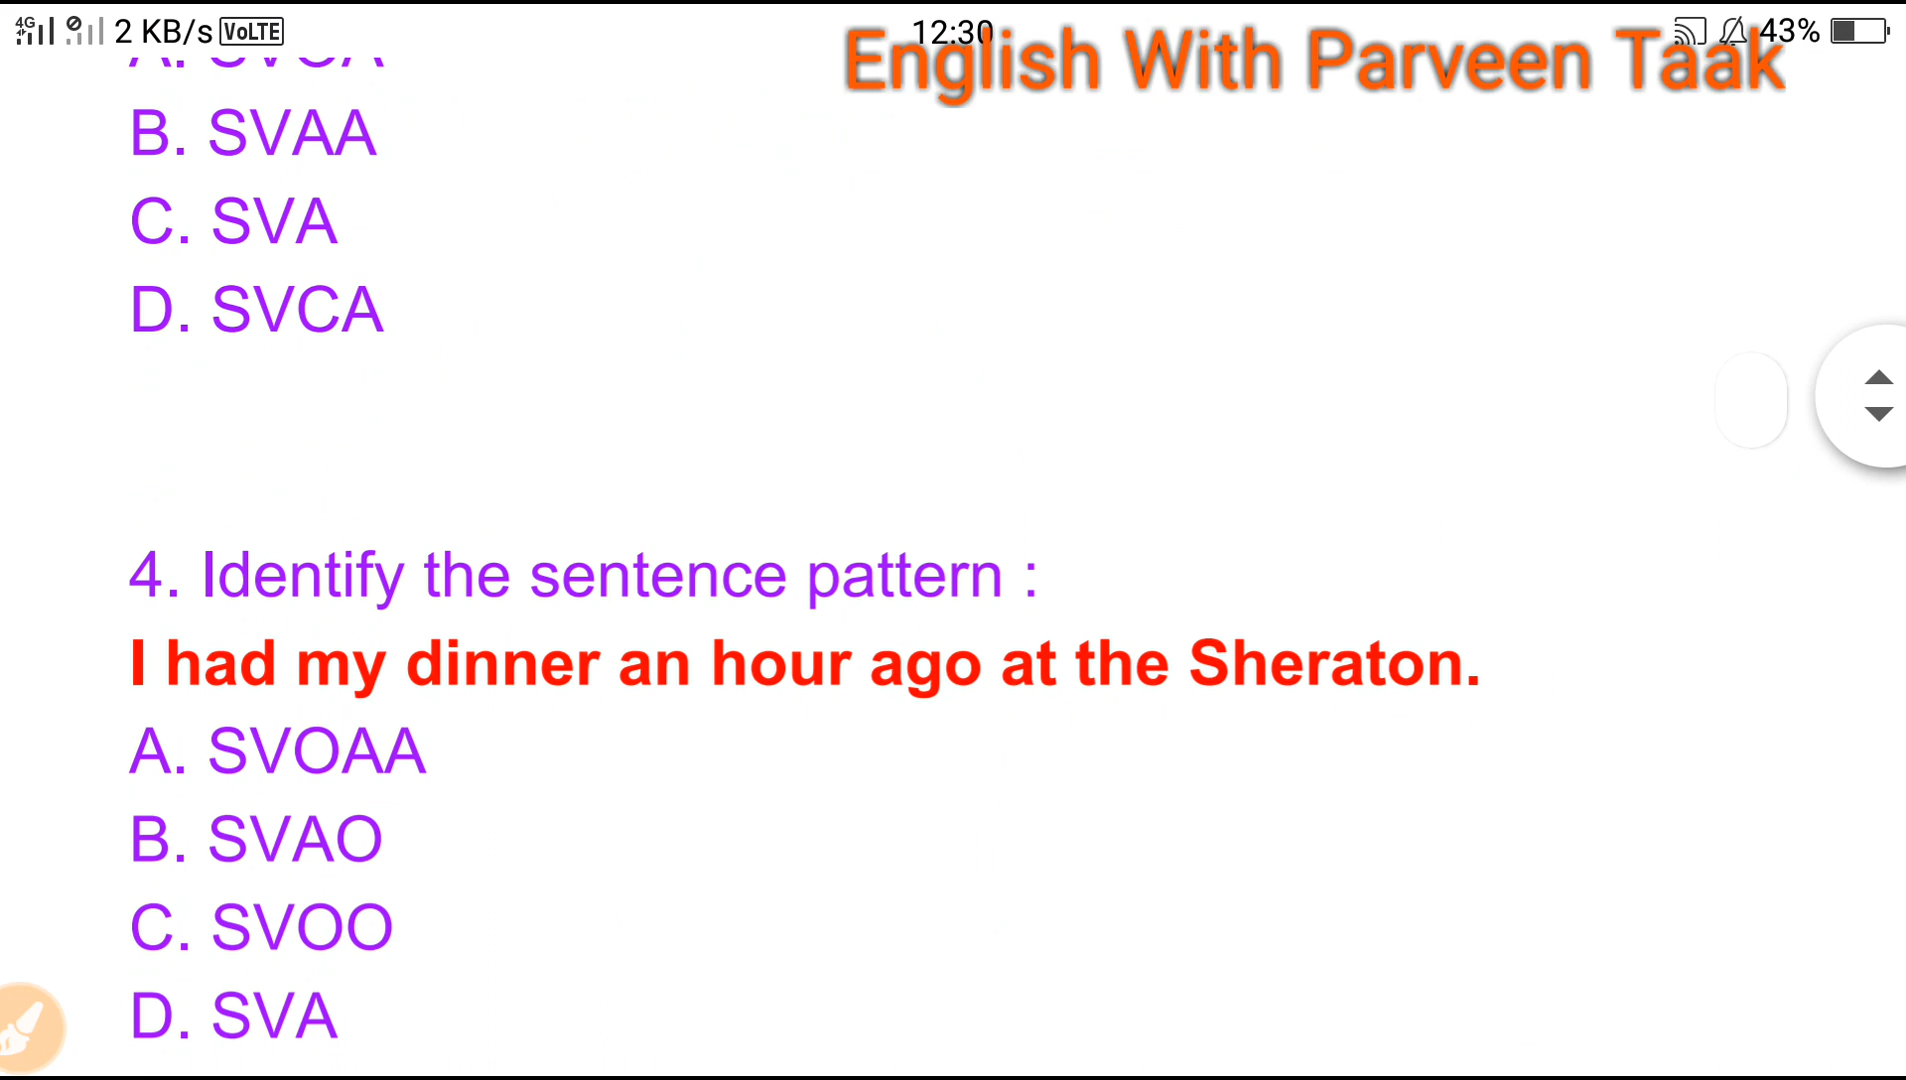 4G 2 KB/s VoLTE 12:30 43%
English With Parveen Taak
B. SVAA
C. SVA
D. SVCA
4. Identify the sentence pattern :
I had my dinner an hour ago at the Sheraton.
A. SVOAA
B. SVAO
C. SVOO
D. SVA